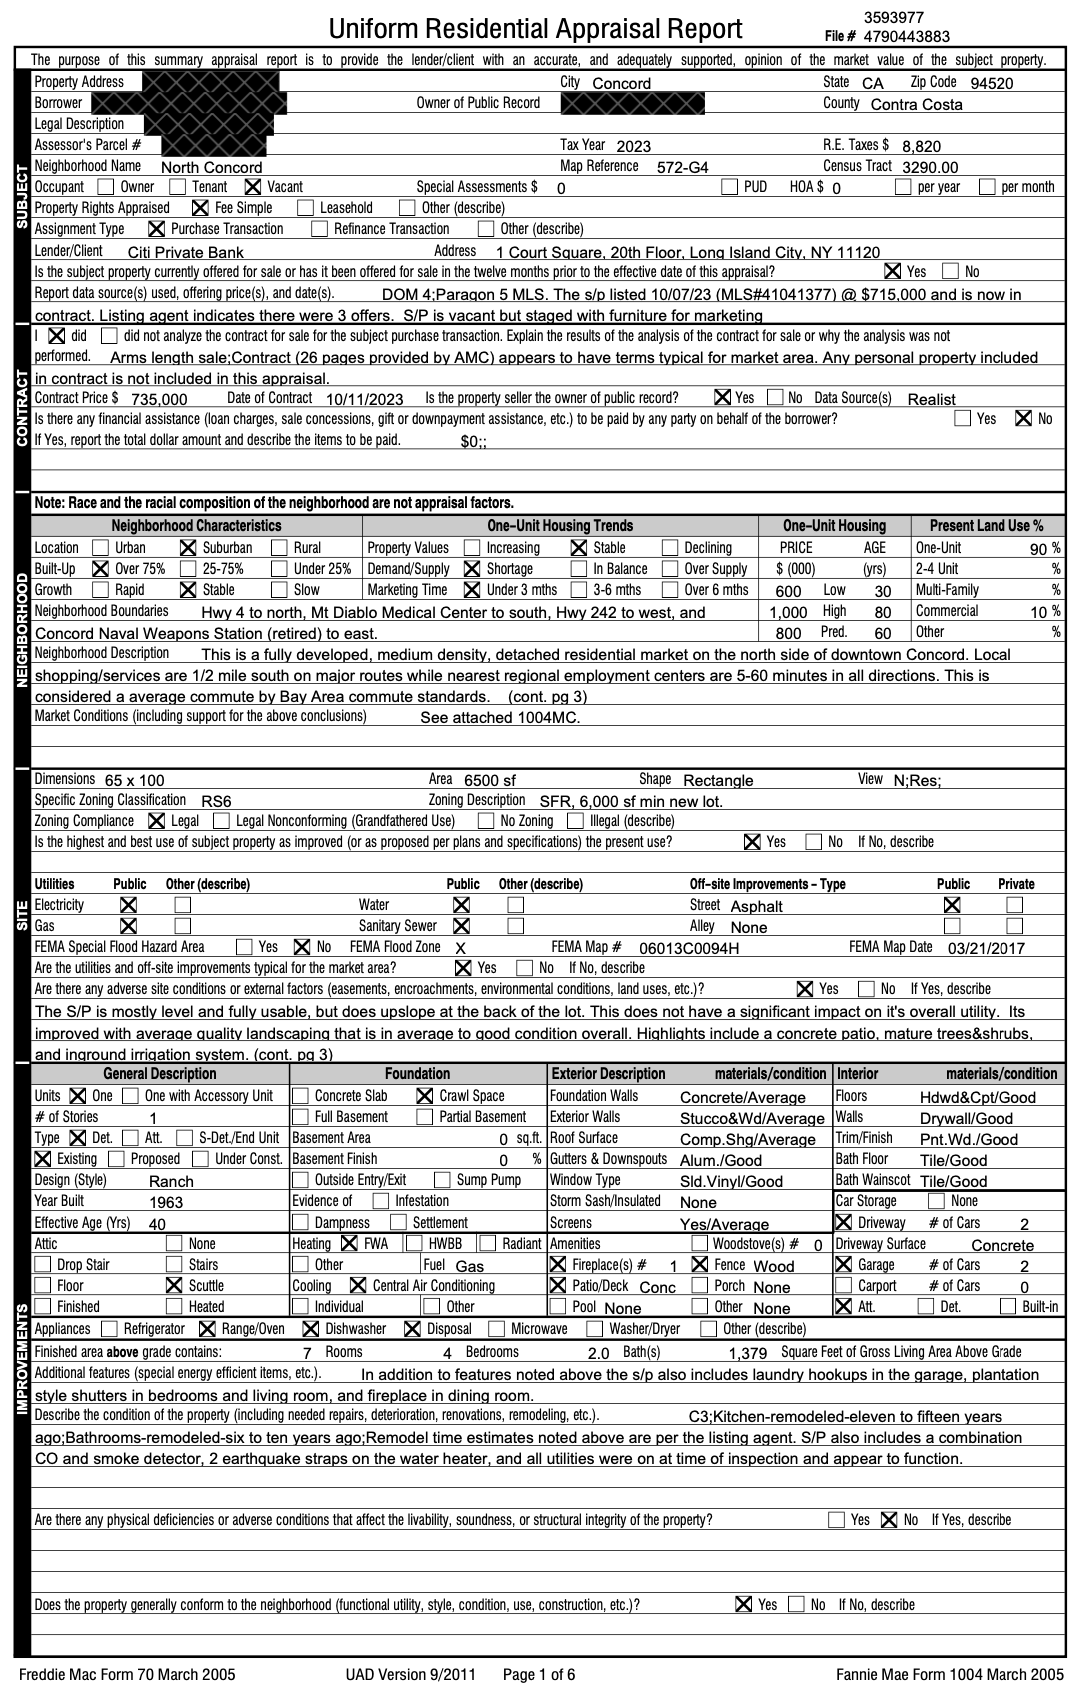 Uniform Residential Appraisal Report
3593977
File # 4790443883
The purpose of this summary appraisal report is to provide the lender/client with an accurate, and adequately supported, opinion of the market value of the subject property.
SUBJECT
Property Address City Concord State CA Zip Code 94520
Borrower Owner of Public Record County Contra Costa
Legal Description
Assessor's Parcel # Tax Year 2023 R.E. Taxes $ 8,820
Neighborhood Name North Concord Map Reference 572-G4 Census Tract 3290.00
Occupant Owner Tenant Vacant Special Assessments $ 0 PUD HOA $ 0 per year per month
Property Rights Appraised Fee Simple Leasehold Other (describe)
Assignment Type Purchase Transaction Refinance Transaction Other (describe)
Lender/Client Citi Private Bank Address 1 Court Square, 20th Floor, Long Island City, NY 11120
Is the subject property currently offered for sale or has it been offered for sale in the twelve months prior to the effective date of this appraisal? Yes No
Report data source(s) used, offering price(s), and date(s). DOM 4;Paragon 5 MLS. The s/p listed 10/07/23 (MLS#41041377) @ $715,000 and is now in
contract. Listing agent indicates there were 3 offers. S/P is vacant but staged with furniture for marketing
CONTRACT
I did did not analyze the contract for sale for the subject purchase transaction. Explain the results of the analysis of the contract for sale or why the analysis was not
performed. Arms length sale;Contract (26 pages provided by AMC) appears to have terms typical for market area. Any personal property included
in contract is not included in this appraisal.
Contract Price $ 735,000 Date of Contract 10/11/2023 Is the property seller the owner of public record? Yes No Data Source(s) Realist
Is there any financial assistance (loan charges, sale concessions, gift or downpayment assistance, etc.) to be paid by any party on behalf of the borrower? Yes No
If Yes, report the total dollar amount and describe the items to be paid. $0;;
NEIGHBORHOOD
Note: Race and the racial composition of the neighborhood are not appraisal factors.
Neighborhood Characteristics One-Unit Housing Trends One-Unit Housing Present Land Use %
Location Urban Suburban Rural Property Values Increasing Stable Declining PRICE AGE One-Unit 90 %
Built-Up Over 75% 25-75% Under 25% Demand/Supply Shortage In Balance Over Supply $ (000) (yrs) 2-4 Unit %
Growth Rapid Stable Slow Marketing Time Under 3 mths 3-6 mths Over 6 mths 600 Low 30 Multi-Family %
Neighborhood Boundaries Hwy 4 to north, Mt Diablo Medical Center to south, Hwy 242 to west, and 1,000 High 80 Commercial 10 %
Concord Naval Weapons Station (retired) to east. 800 Pred. 60 Other %
Neighborhood Description This is a fully developed, medium density, detached residential market on the north side of downtown Concord. Local
shopping/services are 1/2 mile south on major routes while nearest regional employment centers are 5-60 minutes in all directions. This is
considered a average commute by Bay Area commute standards. (cont. pg 3)
Market Conditions (including support for the above conclusions) See attached 1004MC.
SITE
Dimensions 65 x 100 Area 6500 sf Shape Rectangle View N;Res;
Specific Zoning Classification RS6 Zoning Description SFR, 6,000 sf min new lot.
Zoning Compliance Legal Legal Nonconforming (Grandfathered Use) No Zoning Illegal (describe)
Is the highest and best use of subject property as improved (or as proposed per plans and specifications) the present use? Yes No If No, describe
Utilities Public Other (describe) Public Other (describe) Off-site Improvements - Type Public Private
Electricity Water Street Asphalt
Gas Sanitary Sewer Alley None
FEMA Special Flood Hazard Area Yes No FEMA Flood Zone X FEMA Map # 06013C0094H FEMA Map Date 03/21/2017
Are the utilities and off-site improvements typical for the market area? Yes No If No, describe
Are there any adverse site conditions or external factors (easements, encroachments, environmental conditions, land uses, etc.)? Yes No If Yes, describe
The S/P is mostly level and fully usable, but does upslope at the back of the lot. This does not have a significant impact on it's overall utility. Its
improved with average quality landscaping that is in average to good condition overall. Highlights include a concrete patio, mature trees&shrubs,
and inground irrigation system. (cont. pg 3)
IMPROVEMENTS
General Description Foundation Exterior Description materials/condition Interior materials/condition
Units One One with Accessory Unit Concrete Slab Crawl Space Foundation Walls Concrete/Average Floors Hdwd&Cpt/Good
# of Stories 1 Full Basement Partial Basement Exterior Walls Stucco&Wd/Average Walls Drywall/Good
Type Det. Att. S-Det./End Unit Basement Area 0 sq.ft. Roof Surface Comp.Shg/Average Trim/Finish Pnt.Wd./Good
Existing Proposed Under Const. Basement Finish 0 % Gutters & Downspouts Alum./Good Bath Floor Tile/Good
Design (Style) Ranch Outside Entry/Exit Sump Pump Window Type Sld.Vinyl/Good Bath Wainscot Tile/Good
Year Built 1963 Evidence of Infestation Storm Sash/Insulated None Car Storage None
Effective Age (Yrs) 40 Dampness Settlement Screens Yes/Average Driveway # of Cars 2
Attic None Heating FWA HWBB Radiant Amenities Woodstove(s) # 0 Driveway Surface Concrete
Drop Stair Stairs Other Fuel Gas Fireplace(s) # 1 Fence Wood Garage # of Cars 2
Floor Scuttle Cooling Central Air Conditioning Patio/Deck Conc Porch None Carport # of Cars 0
Finished Heated Individual Other Pool None Other None Att. Det. Built-in
Appliances Refrigerator Range/Oven Dishwasher Disposal Microwave Washer/Dryer Other (describe)
Finished area above grade contains: 7 Rooms 4 Bedrooms 2.0 Bath(s) 1,379 Square Feet of Gross Living Area Above Grade
Additional features (special energy efficient items, etc.). In addition to features noted above the s/p also includes laundry hookups in the garage, plantation
style shutters in bedrooms and living room, and fireplace in dining room.
Describe the condition of the property (including needed repairs, deterioration, renovations, remodeling, etc.). C3;Kitchen-remodeled-eleven to fifteen years
ago;Bathrooms-remodeled-six to ten years ago;Remodel time estimates noted above are per the listing agent. S/P also includes a combination
CO and smoke detector, 2 earthquake straps on the water heater, and all utilities were on at time of inspection and appear to function.
Are there any physical deficiencies or adverse conditions that affect the livability, soundness, or structural integrity of the property? Yes No If Yes, describe
Does the property generally conform to the neighborhood (functional utility, style, condition, use, construction, etc.)? Yes No If No, describe
Freddie Mac Form 70 March 2005 UAD Version 9/2011 Page 1 of 6 Fannie Mae Form 1004 March 2005